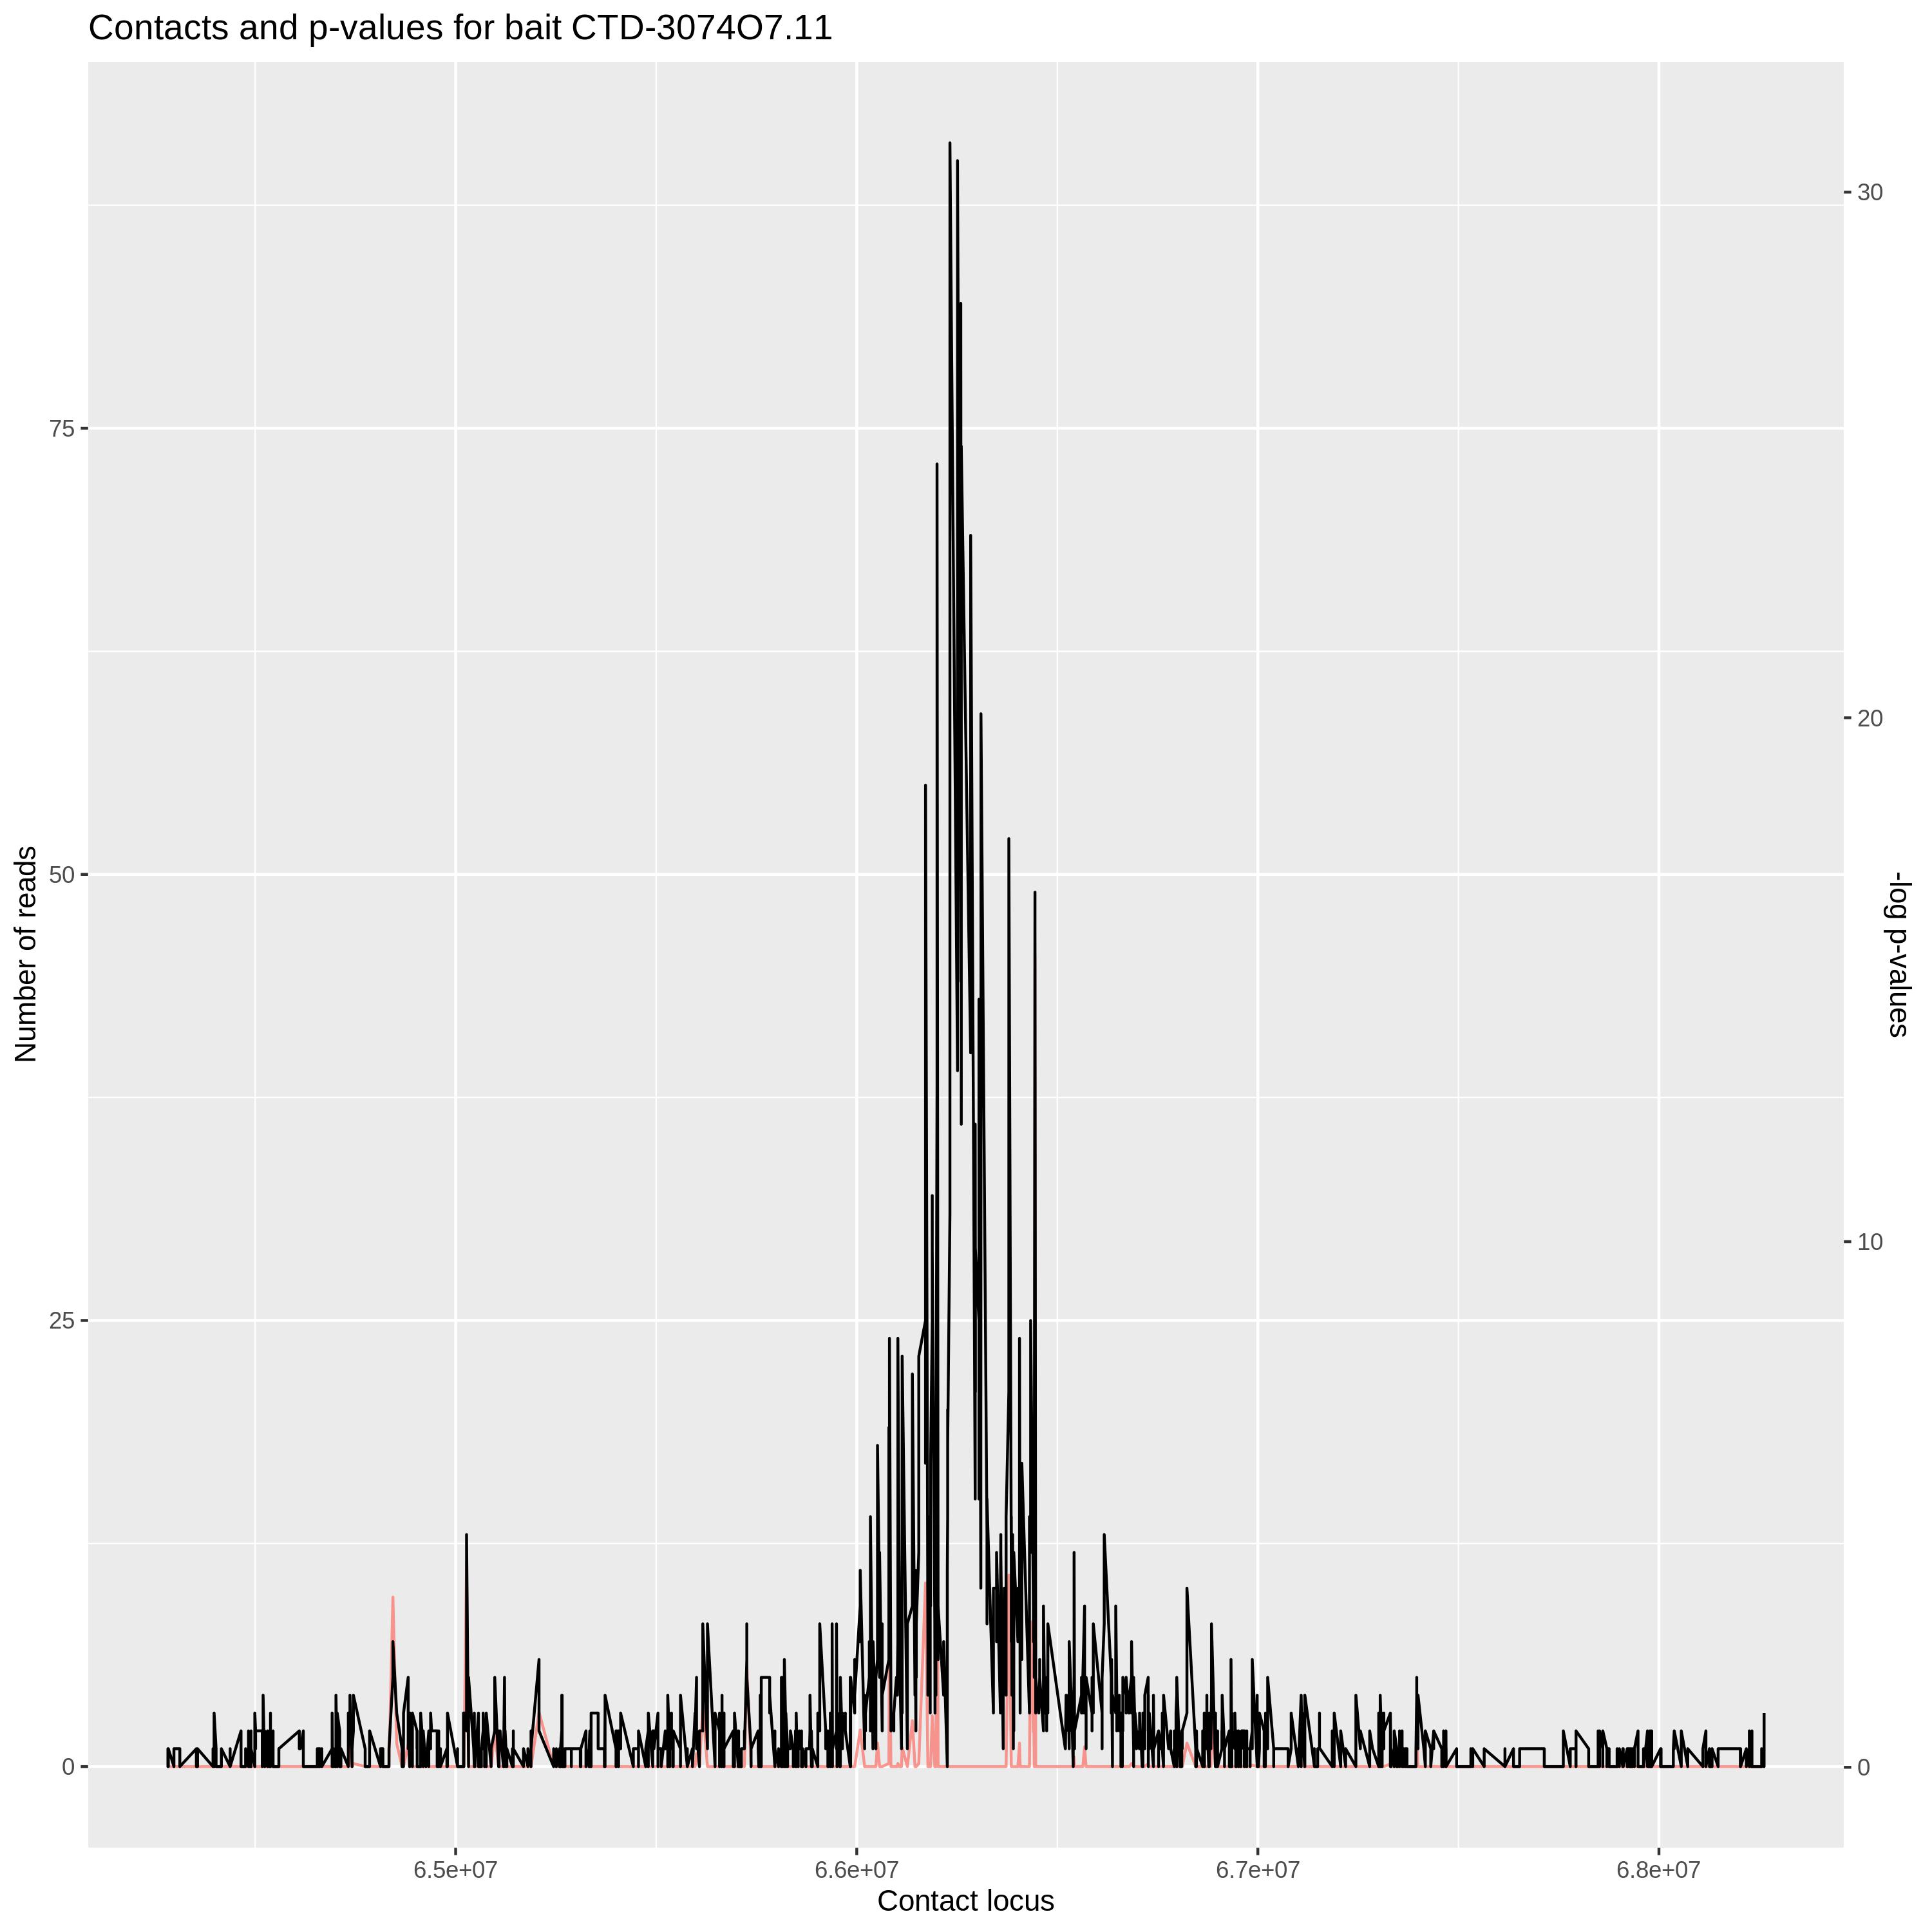 Contacts and p-values for bait CTD-3074O7.11
Number of reads
75
50
25
0
30
20
10
0
-log p-values
6.5e+07
6.6e+07
6.7e+07
6.8e+07
Contact locus